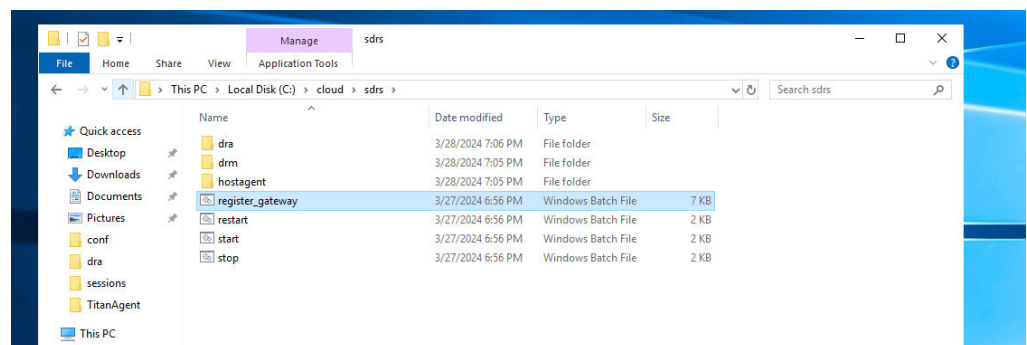 Manage sdrs
File Home Share View Application Tools
This PC > Local Disk (C:) > cloud > sdrs > Search sdrs
Name Date modified Type Size
Quick access
Desktop
Downloads
Documents
Pictures
conf
dra
sessions
TitanAgent
This PC
dra 3/28/2024 7:06 PM File folder
drm 3/28/2024 7:05 PM File folder
hostagent 3/28/2024 7:05 PM File folder
register_gateway 3/27/2024 6:56 PM Windows Batch File 7 KB
restart 3/27/2024 6:56 PM Windows Batch File 2 KB
start 3/27/2024 6:56 PM Windows Batch File 2 KB
stop 3/27/2024 6:56 PM Windows Batch File 2 KB